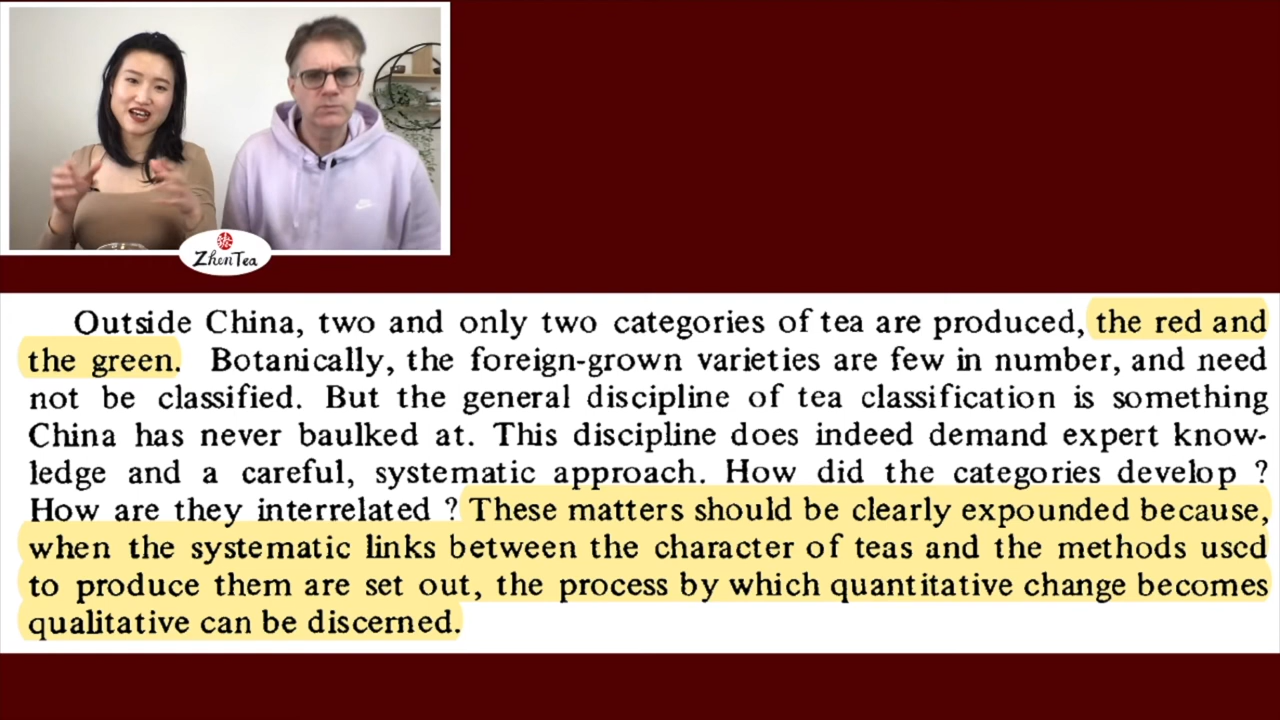 珍
ZhenTea
Outside China, two and only two categories of tea are produced, the red and
the green. Botanically, the foreign-grown varieties are few in number, and need
not be classified. But the general discipline of tea classification is something
China has never baulked at. This discipline does indeed demand expert know-
ledge and a careful, systematic approach. How did the categories develop ?
How are they interrelated ? These matters should be clearly expounded because,
when the systematic links between the character of teas and the methods used
to produce them are set out, the process by which quantitative change becomes
qualitative can be discerned.